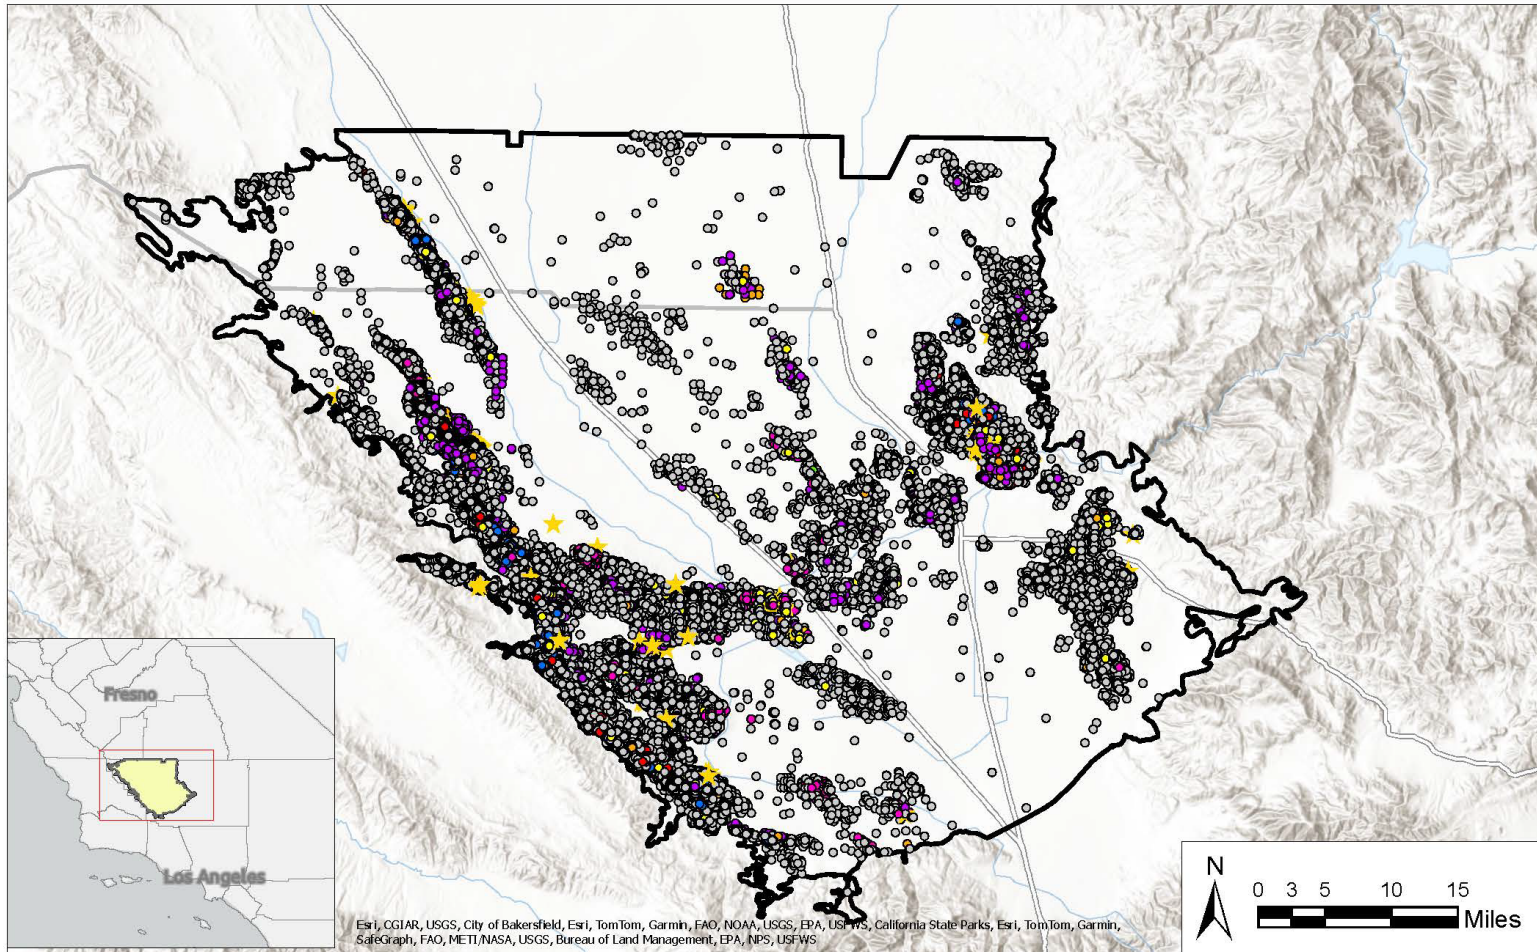 Fresno
Los Angeles
Esri, CGIAR, USGS, City of Bakersfield, Esri, TomTom, Garmin, FAO, NOAA, USGS, EPA, USFWS, California State Parks, Esri, TomTom, Garmin,
SafeGraph, FAO, METI/NASA, USGS, Bureau of Land Management, EPA, NPS, USFWS
N
0 3 5 10 15
Miles